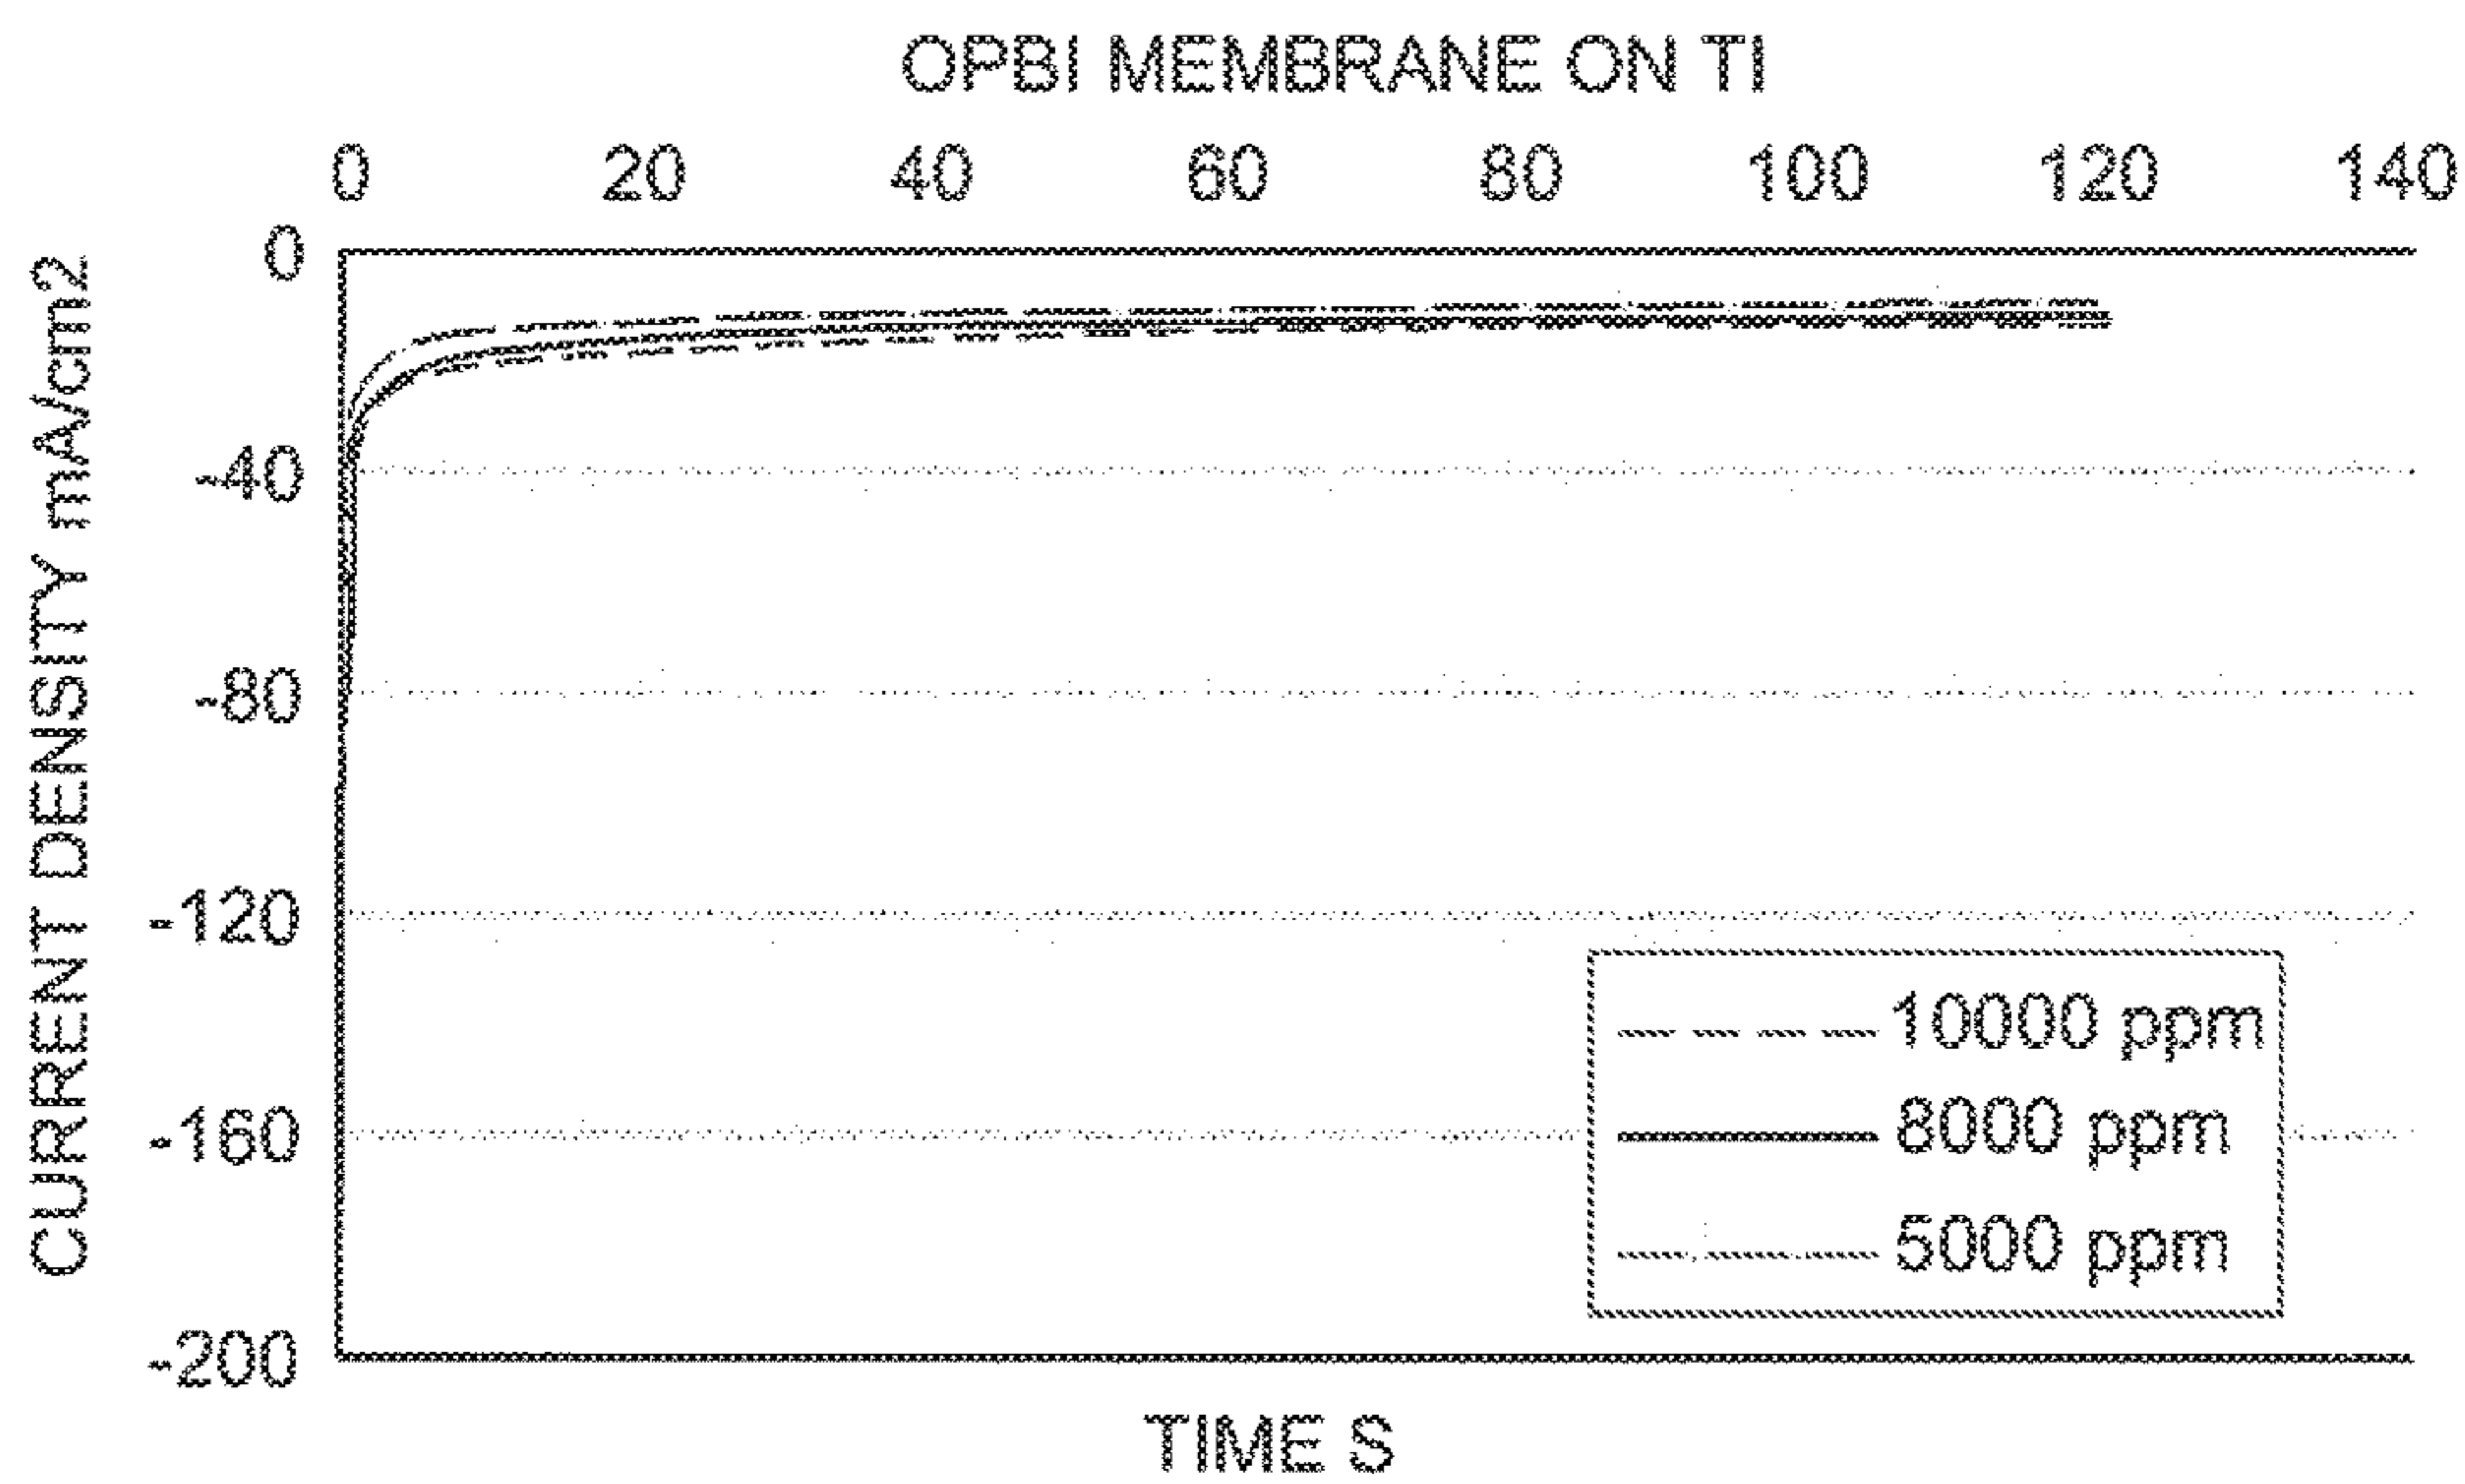 OPBI MEMBRANE ON TI
0 20 40 60 80 100 120 140
CURRENT DENSITY mA/cm2
0
-40
-80
-120
-160
-200
10000 ppm
8000 ppm
5000 ppm
TIME S